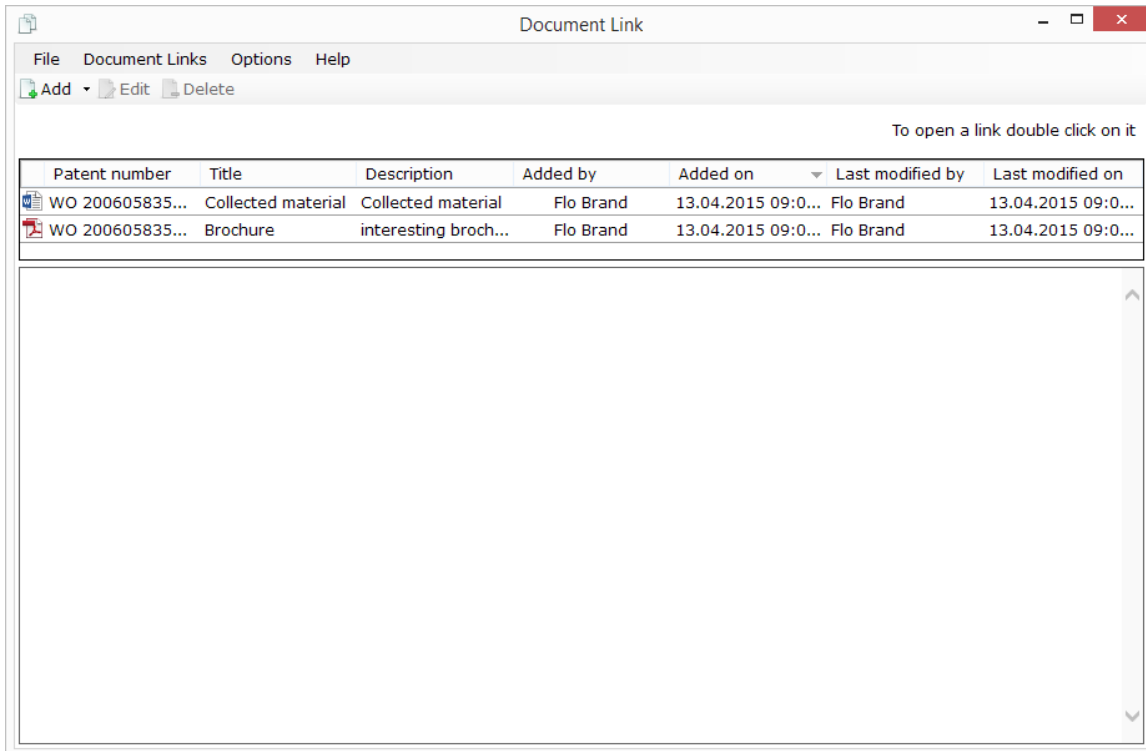 Document Link
File Document Links Options Help
Add Edit Delete
To open a link double click on it
Patent number Title Description Added by Added on Last modified by Last modified on
WO 200605835... Collected material Collected material Flo Brand 13.04.2015 09:0... Flo Brand 13.04.2015 09:0...
WO 200605835... Brochure interesting broch... Flo Brand 13.04.2015 09:0... Flo Brand 13.04.2015 09:0...